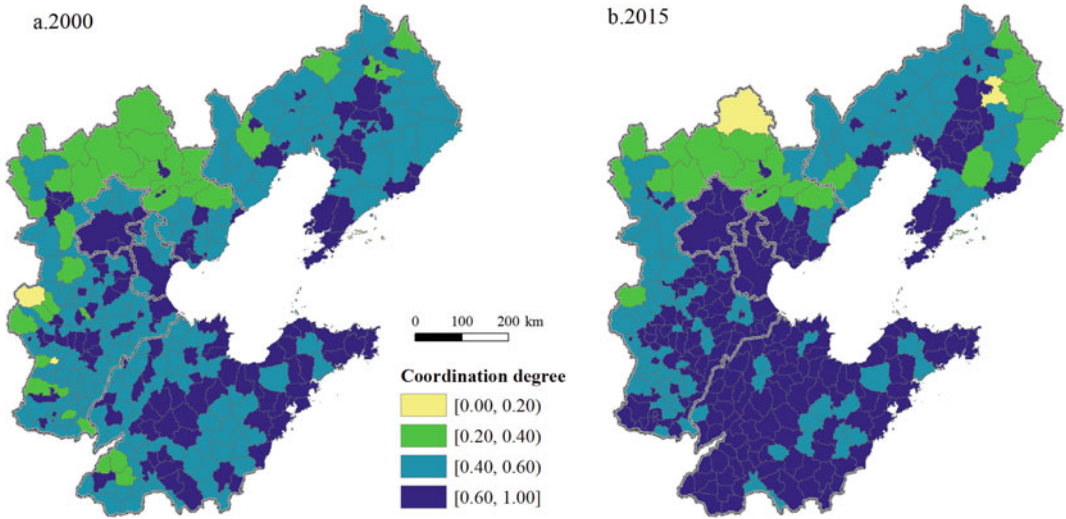 a.2000
b.2015
0 100 200 km
Coordination degree
[0.00, 0.20)
[0.20, 0.40)
[0.40, 0.60)
[0.60, 1.00]